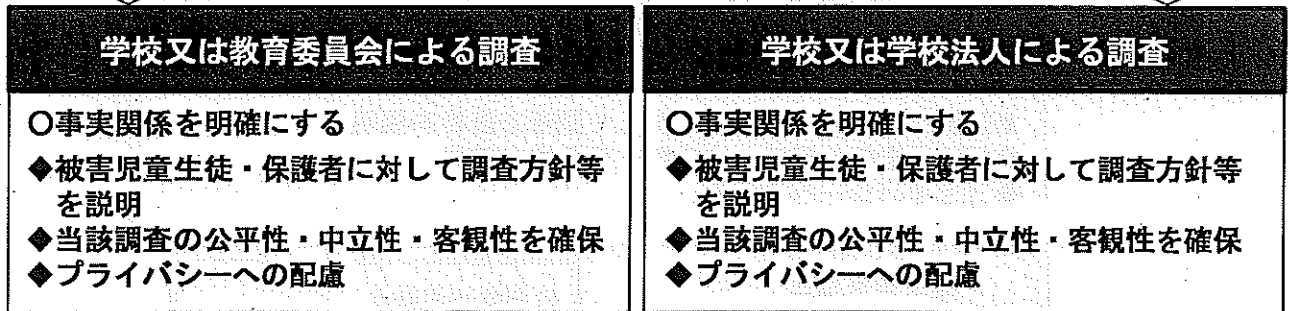 学校又は教育委員会による調査
〇事実関係を明確にする
◆被害児童生徒・保護者に対して調査方針等
を説明
◆当該調査の公平性・中立性・客観性を確保
◆プライバシーへの配慮
学校又は学校法人による調査
〇事実関係を明確にする
◆被害児童生徒・保護者に対して調査方針等
を説明
◆当該調査の公平性・中立性・客観性を確保
◆プライバシーへの配慮